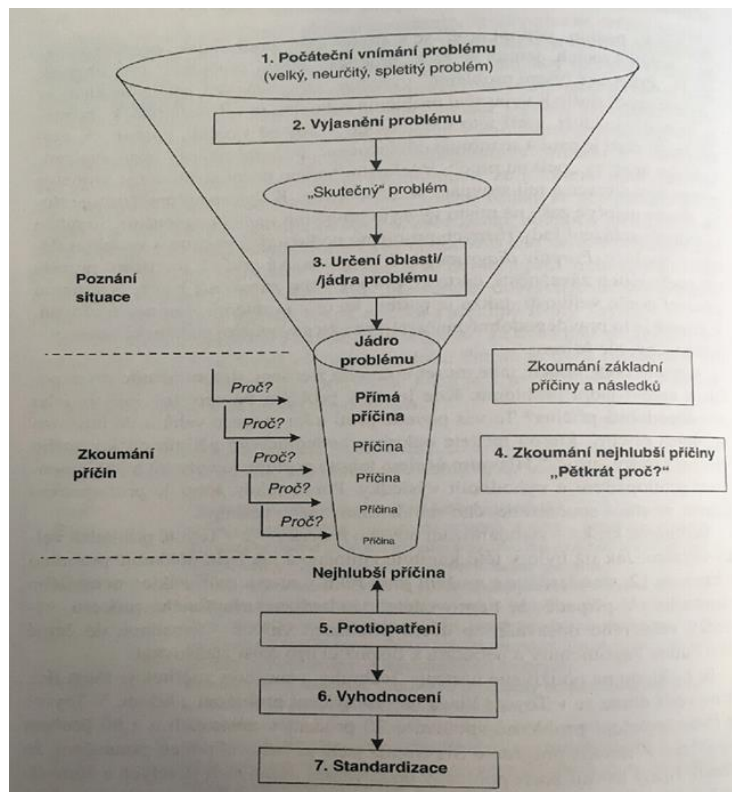 1. Počáteční vnímání problému
(velký, neurčitý, spletitý problém)
2. Vyjasnění problému
„Skutečný“ problém
3. Určení oblasti/
/jádra problému
Poznání
situace
Jádro
problému
Zkoumání základní
příčiny a následků
Proč?
Přímá
příčina
Proč?
Příčina
Zkoumání
příčin
Proč?
Příčina
4. Zkoumání nejhlubší příčiny
„Pětkrát proč?“
Proč?
Příčina
Proč?
Příčina
Nejhlubší příčina
5. Protiopatření
6. Vyhodnocení
7. Standardizace